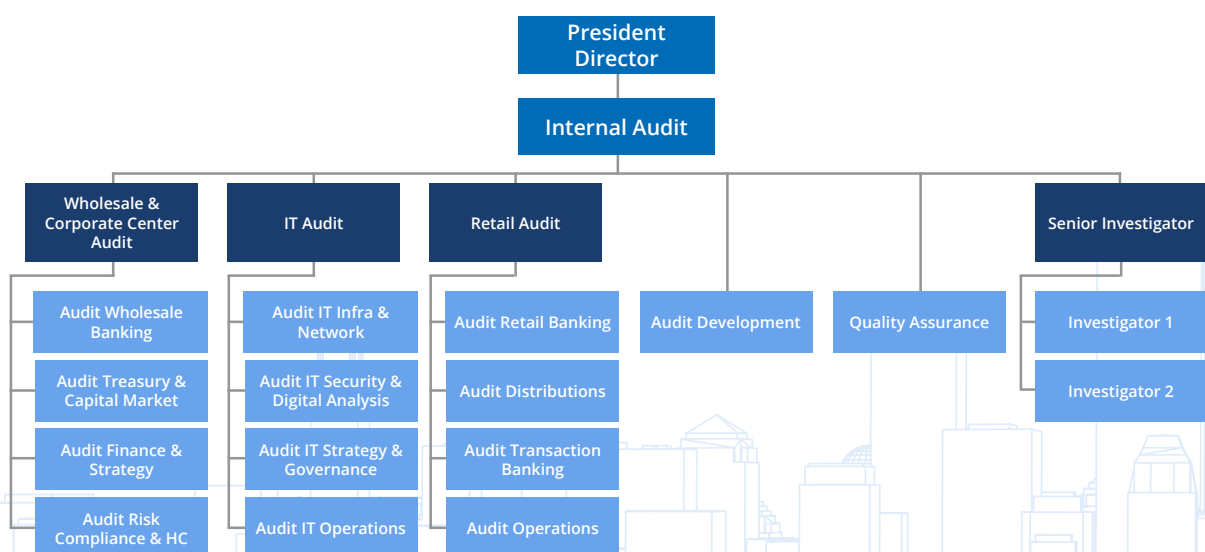 President
Director
Internal Audit
Wholesale &
Corporate Center
Audit
IT Audit
Retail Audit
Senior Investigator
Audit Wholesale
Banking
Audit IT Infra &
Network
Audit Retail Banking
Audit Development
Quality Assurance
Investigator 1
Audit Treasury &
Capital Market
Audit IT Security &
Digital Analysis
Audit Distributions
Investigator 2
Audit Finance &
Strategy
Audit IT Strategy &
Governance
Audit Transaction
Banking
Audit Risk
Compliance & HC
Audit IT Operations
Audit Operations